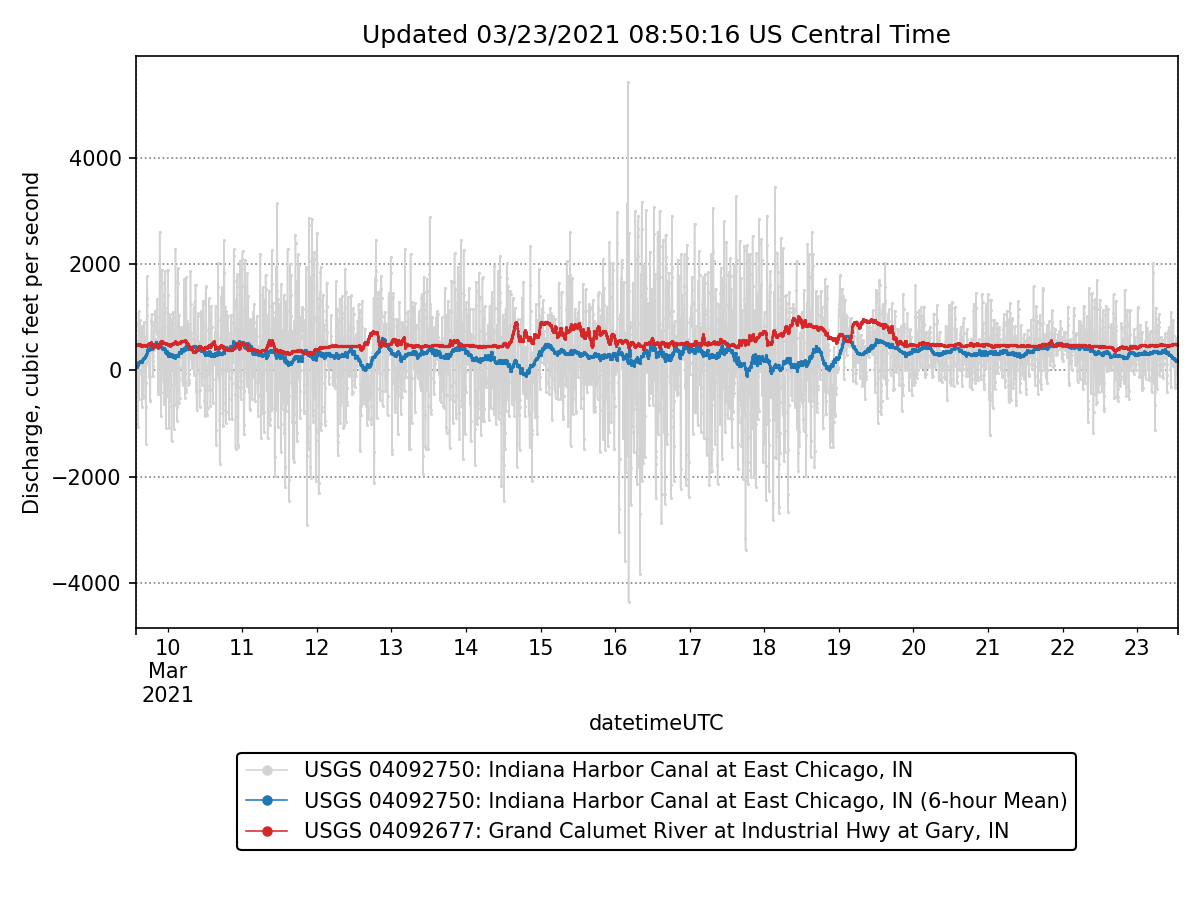 Updated 03/23/2021 08:50:16 US Central Time
Discharge, cubic feet per second
4000
2000
0
−2000
−4000
10 11 12 13 14 15 16 17 18 19 20 21 22 23
Mar
2021
datetimeUTC
USGS 04092750: Indiana Harbor Canal at East Chicago, IN
USGS 04092750: Indiana Harbor Canal at East Chicago, IN (6-hour Mean)
USGS 04092677: Grand Calumet River at Industrial Hwy at Gary, IN